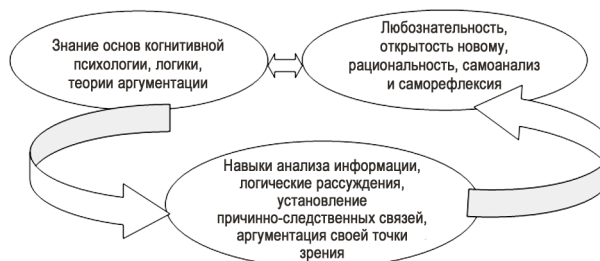 Знание основ когнитивной
психологии, логики,
теории аргументации
Любознательность,
открытость новому,
рациональность, самоанализ
и саморефлексия
Навыки анализа информации,
логические рассуждения,
установление
причинно-следственных связей,
аргументация своей точки
зрения